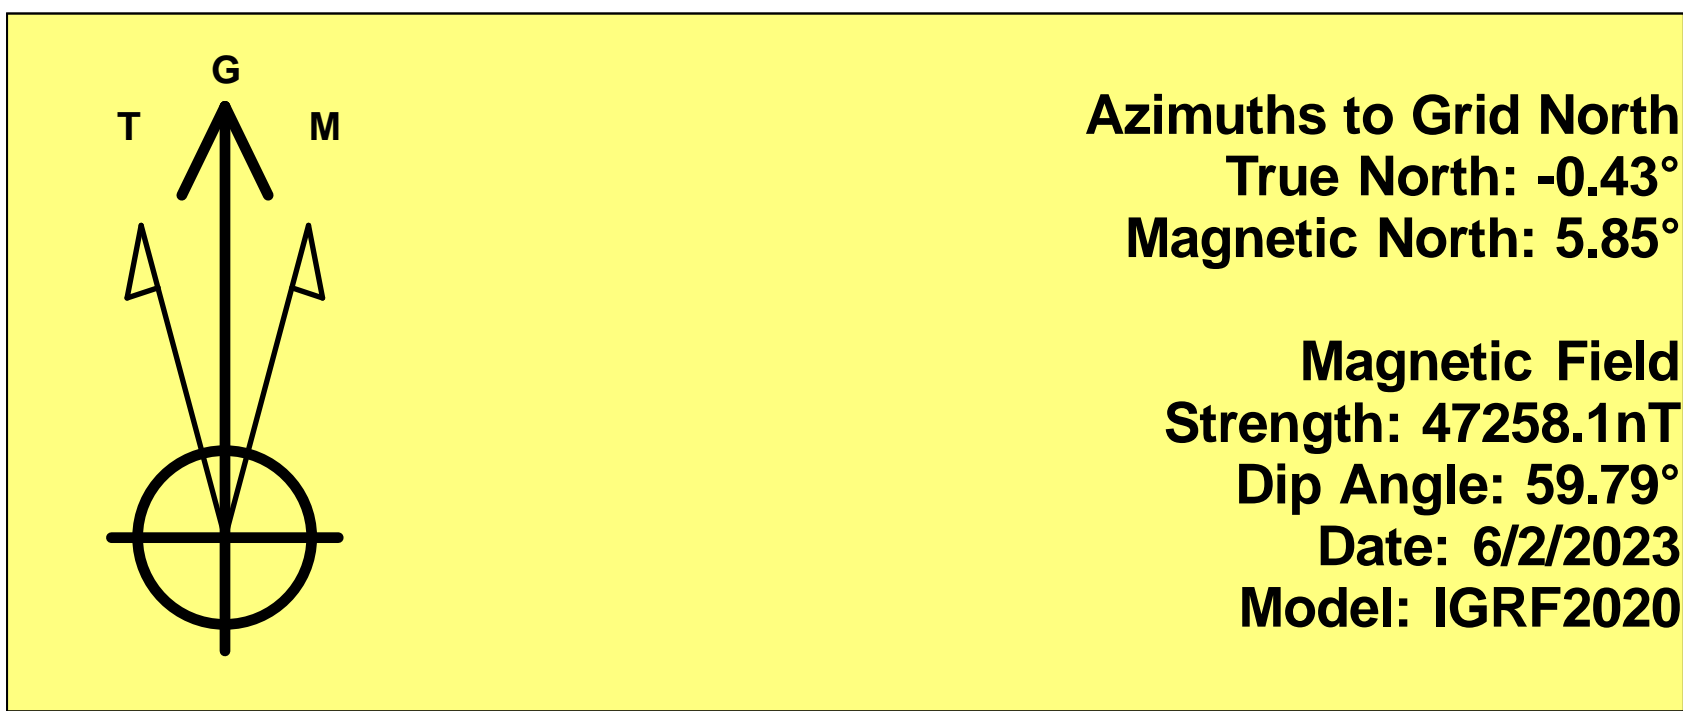 G
T
M
Azimuths to Grid North
True North: -0.43°
Magnetic North: 5.85°
Magnetic Field
Strength: 47258.1nT
Dip Angle: 59.79°
Date: 6/2/2023
Model: IGRF2020